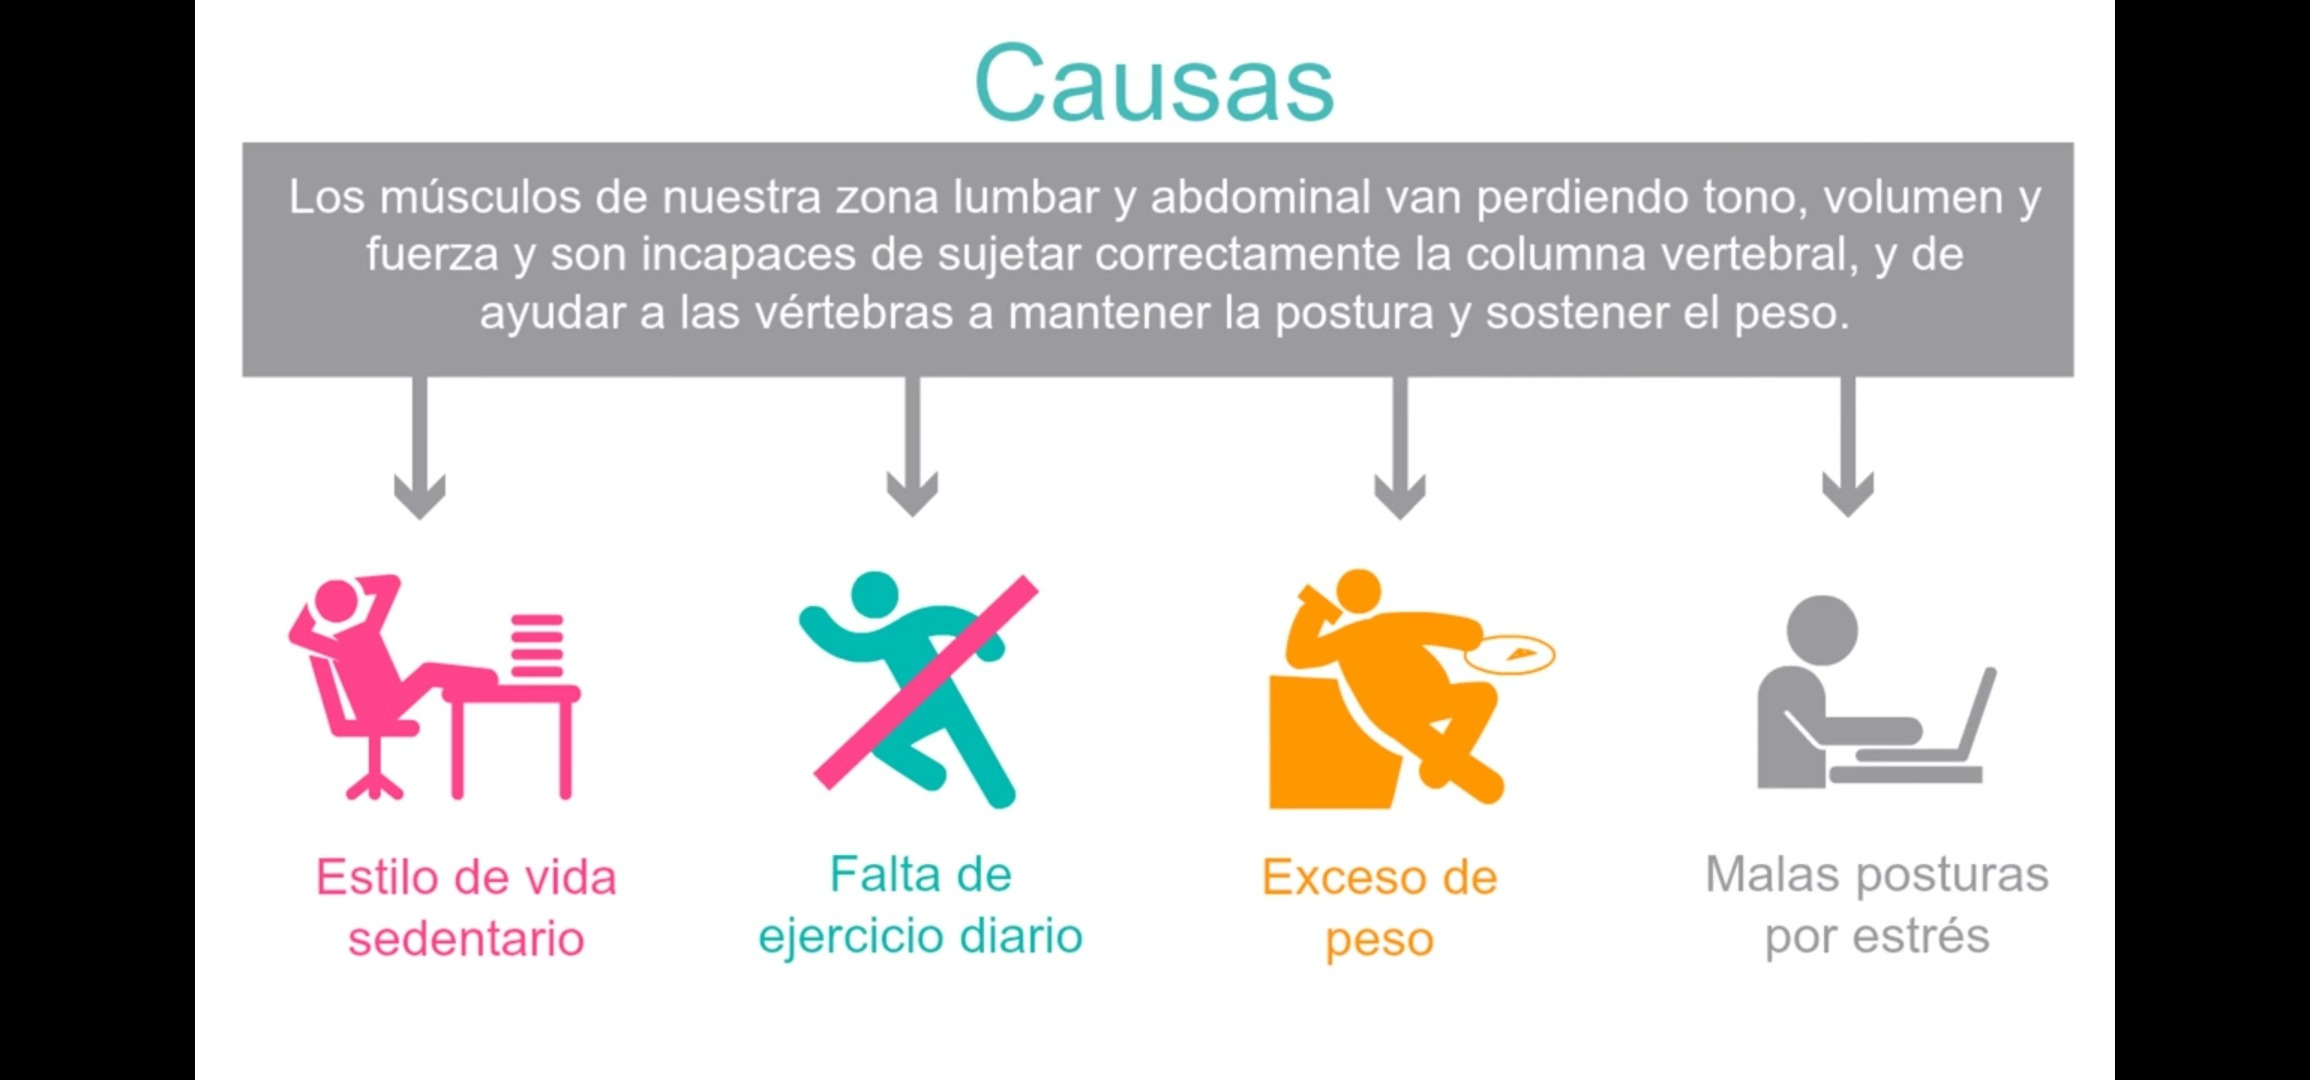 Causas
Los músculos de nuestra zona lumbar y abdominal van perdiendo tono, volumen y
fuerza y son incapaces de sujetar correctamente la columna vertebral, y de
ayudar a las vértebras a mantener la postura y sostener el peso.
Estilo de vida
sedentario
Falta de
ejercicio diario
Exceso de
peso
Malas posturas
por estrés